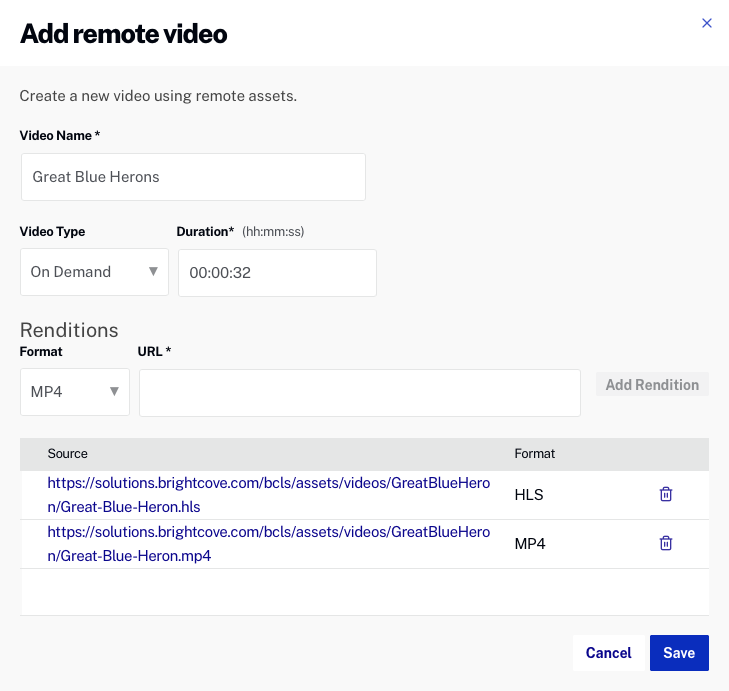 Add remote video
Create a new video using remote assets.
Video Name *
Great Blue Herons
Video Type
Duration* (hh:mm:ss)
On Demand
00:00:32
Renditions
Format
URL *
MP4
Add Rendition
Source
Format
https://solutions.brightcove.com/bcls/assets/videos/GreatBlueHero
n/Great-Blue-Heron.hls
HLS
https://solutions.brightcove.com/bcls/assets/videos/GreatBlueHero
n/Great-Blue-Heron.mp4
MP4
Cancel
Save